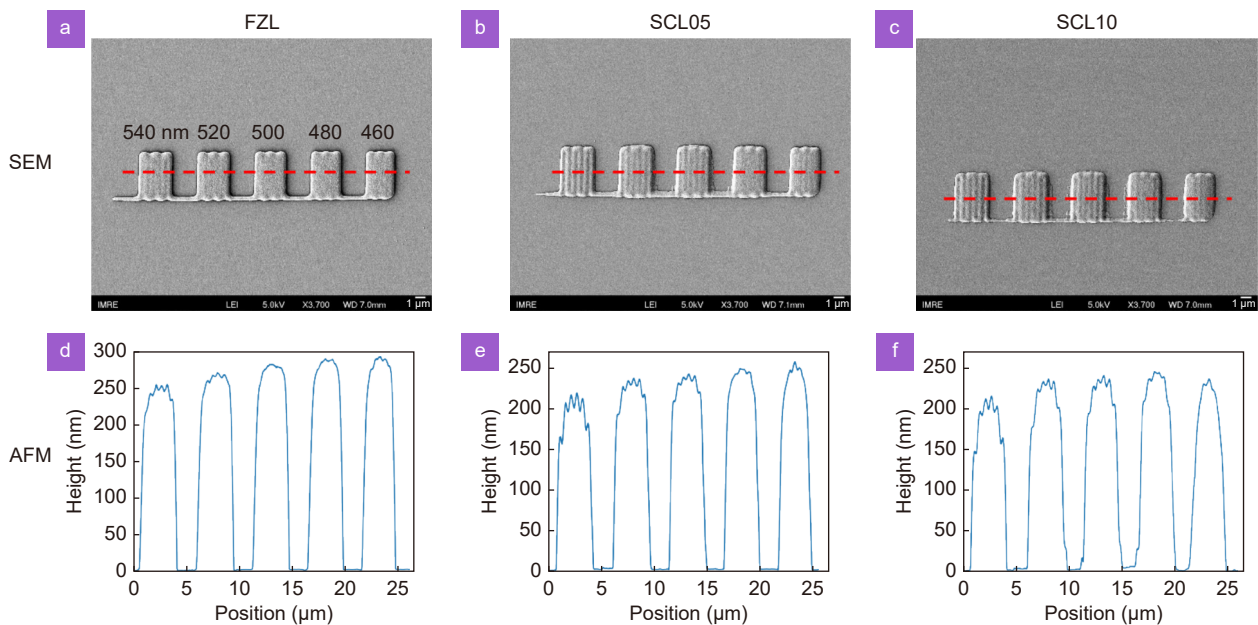 a FZL
b SCL05
c SCL10
SEM
540 nm 520 500 480 460
IMRE LEI 5.0kV X3.700 WD 7.0mm 1 μm
IMRE LEI 5.0kV X3.700 WD 7.1mm 1 μm
IMRE LEI 5.0kV X3.700 WD 7.0mm 1 μm
AFM
d
300
250
200
150
100
50
0
Height (nm)
0 5 10 15 20 25
Position (μm)
e
250
200
150
100
50
0
Height (nm)
0 5 10 15 20 25
Position (μm)
f
250
200
150
100
50
0
Height (nm)
0 5 10 15 20 25
Position (μm)